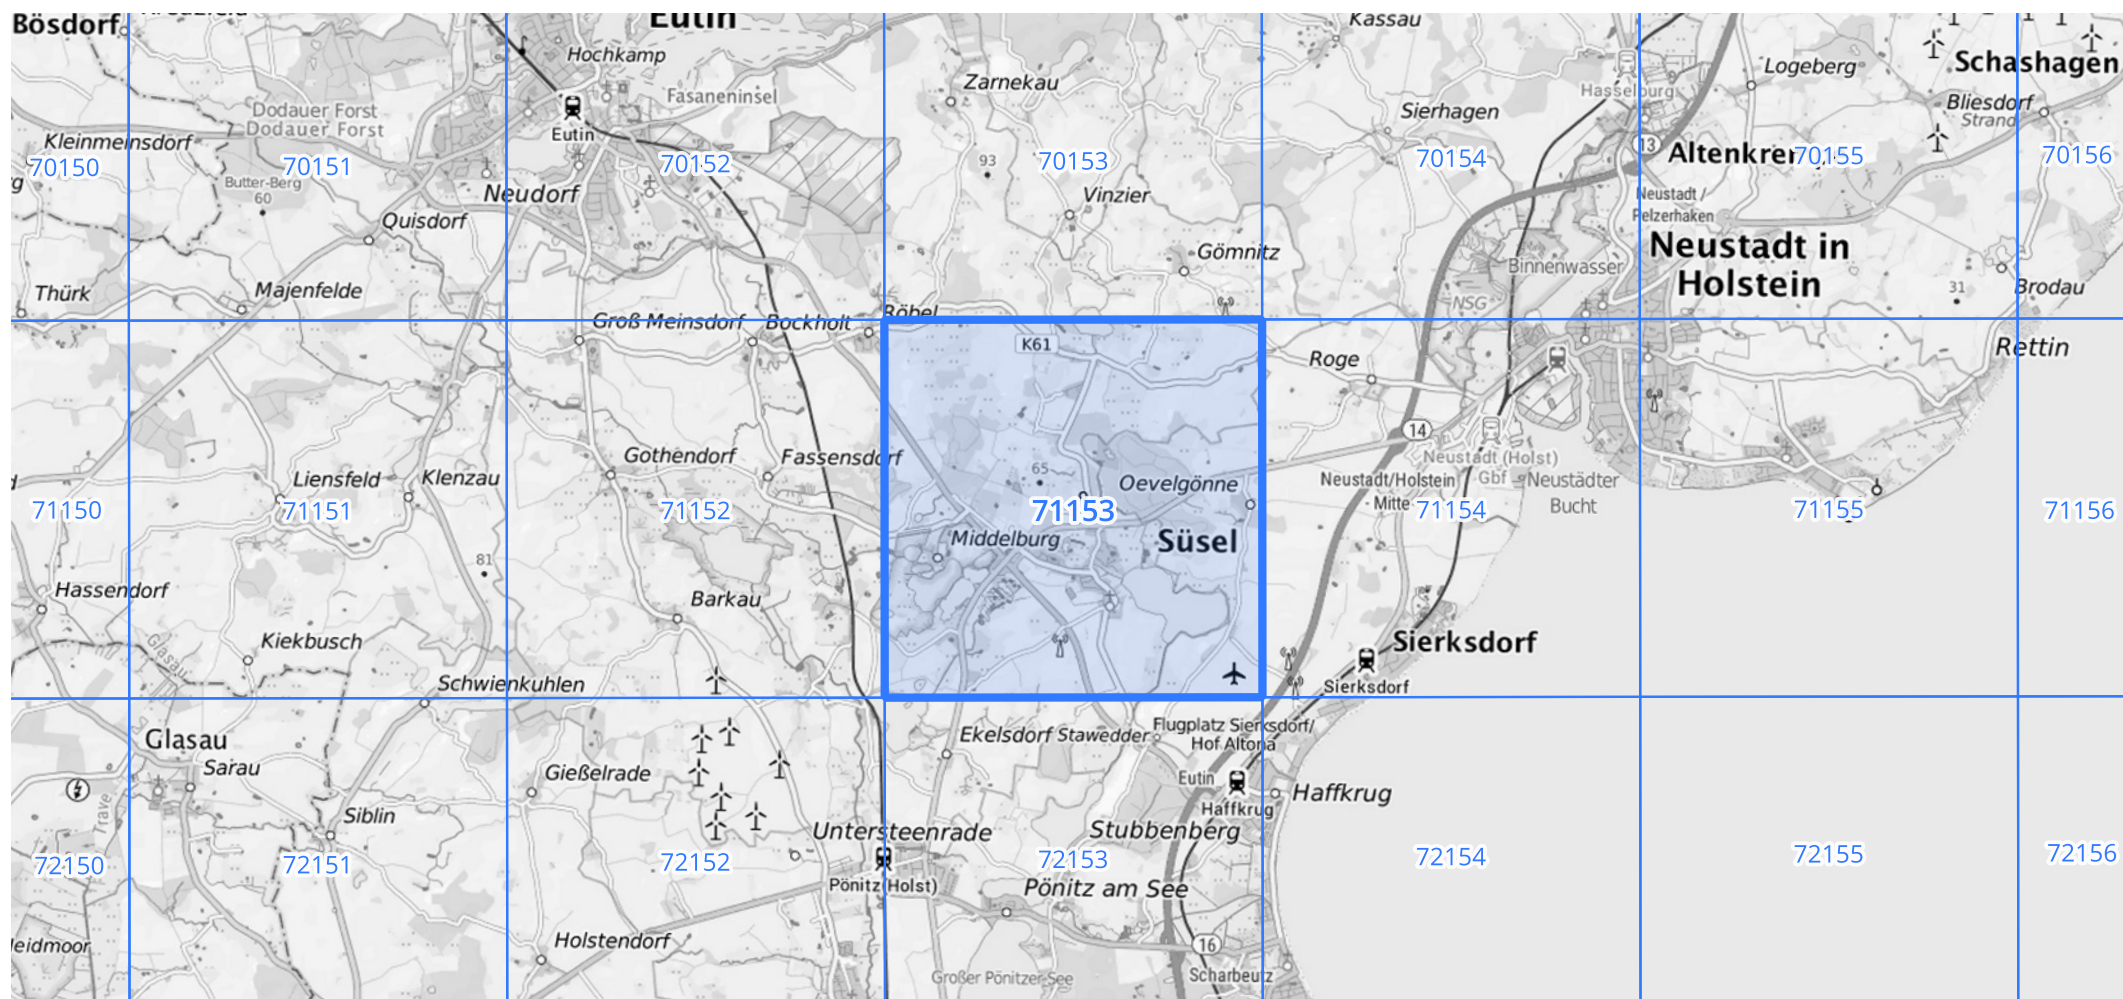 Bösdorf
Eutin
Kassau
Hochkamp
Zarnekau
Logeberg
Schashagen
Dodauer Forst
Dodauer Forst
Fasaneninsel
Hasselburg
Bliesdorf
Strand
Sierhagen
Kleinmeinsdorf
Eutin
93
13
Altenkrem
70150
70151
70152
70153
70154
70155
70156
Butter-Berg
60
Neudorf
Vinzier
Neustadt /
Pelzerhaken
Quisdorf
Gömnitz
Neustadt in
Holstein
Binnenwasser
Thürk
Majenfelde
NSG
31
Brodau
Röbel
Groß Meinsdorf
Bockholt
K61
Roge
Rettin
14
Liensfeld
Klenzau
Gothendorf
Fassensdorf
65
Oevelgönne
Neustadt (Holst)
Gbf
Neustadt/Holstein
Mitte
Neustädter
Bucht
71150
71151
71152
71153
71154
71155
71156
Middelburg
Süsel
81
Hassendorf
Barkau
Glasau
Kiekbusch
Sierksdorf
Sierksdorf
Schwienkuhlen
Glasau
Sarau
Ekelsdorf
Stawedder
Flugplatz Sierksdorf/
Hof Altona
Gießelrade
Eutin
Haffkrug
Haffkrug
Trave
Siblin
Untersteenrade
Stubbenberg
72150
72151
72152
72153
72154
72155
72156
Pönitz(Holst)
Pönitz am See
Holstendorf
16
eidmoor
Großer Pönitzer-See
Scharbeutz